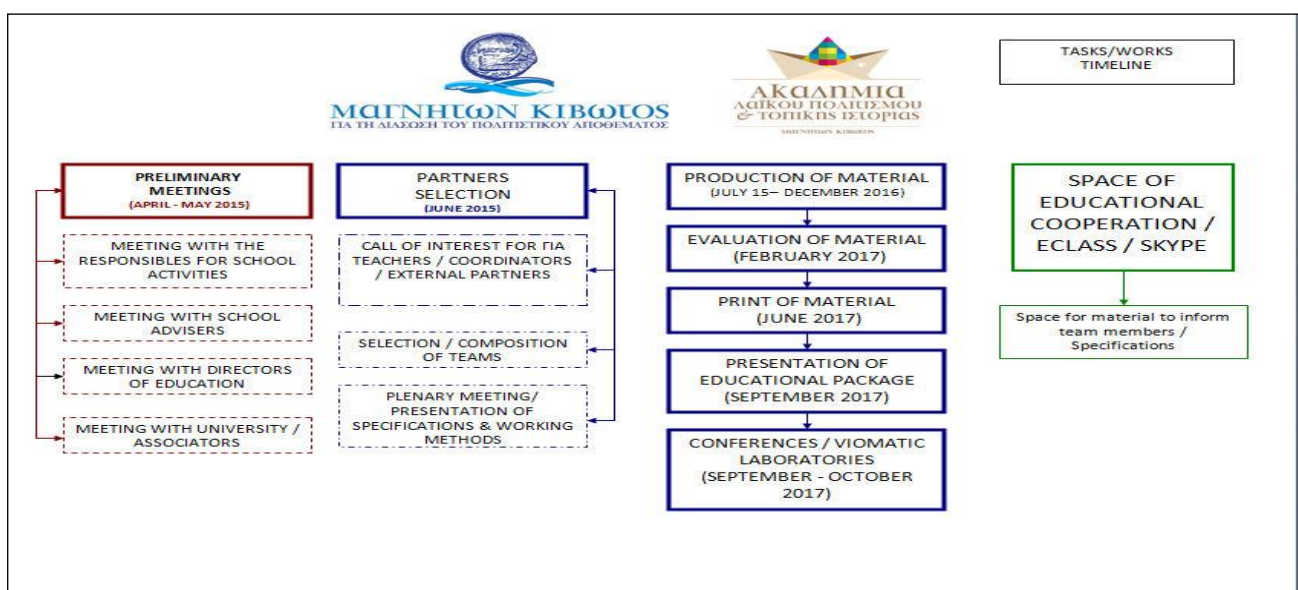 ΜΑΓΝΗΤΩΝ ΚΙΒΩΤΟΣ
ΓΙΑ ΤΗ ΔΙΑΣΩΣΗ ΤΟΥ ΠΟΛΙΤΙΣΤΙΚΟΥ ΑΠΟΘΕΜΑΤΟΣ
ΑΚΑΔΗΜΙΑ
ΛΑΪΚΟΥ ΠΟΛΙΤΙΣΜΟΥ
& ΤΟΠΙΚΗΣ ΙΣΤΟΡΙΑΣ
ΜΑΓΝΗΤΩΝ ΚΙΒΩΤΟΣ
TASKS/WORKS
TIMELINE
PRELIMINARY
MEETINGS
(APRIL - MAY 2015)
MEETING WITH THE
RESPONSIBLES FOR SCHOOL
ACTIVITIES
MEETING WITH SCHOOL
ADVISERS
MEETING WITH DIRECTORS
OF EDUCATION
MEETING WITH UNIVERSITY /
ASSOCIATORS
PARTNERS
SELECTION
(JUNE 2015)
CALL OF INTEREST FOR ΓΙΑ
TEACHERS / COORDINATORS
/ EXTERNAL PARTNERS
SELECTION / COMPOSITION
OF TEAMS
PLENARY MEETING/
PRESENTATION OF
SPECIFICATIONS & WORKING
METHODS
PRODUCTION OF MATERIAL
(JULY 15– DECEMBER 2016)
EVALUATION OF MATERIAL
(FEBRUARY 2017)
PRINT OF MATERIAL
(JUNE 2017)
PRESENTATION OF
EDUCATIONAL PACKAGE
(SEPTEMBER 2017)
CONFERENCES / VIOMATIC
LABORATORIES
(SEPTEMBER - OCTOBER
2017)
SPACE OF
EDUCATIONAL
COOPERATION /
ECLASS / SKYPE
Space for material to inform
team members /
Specifications